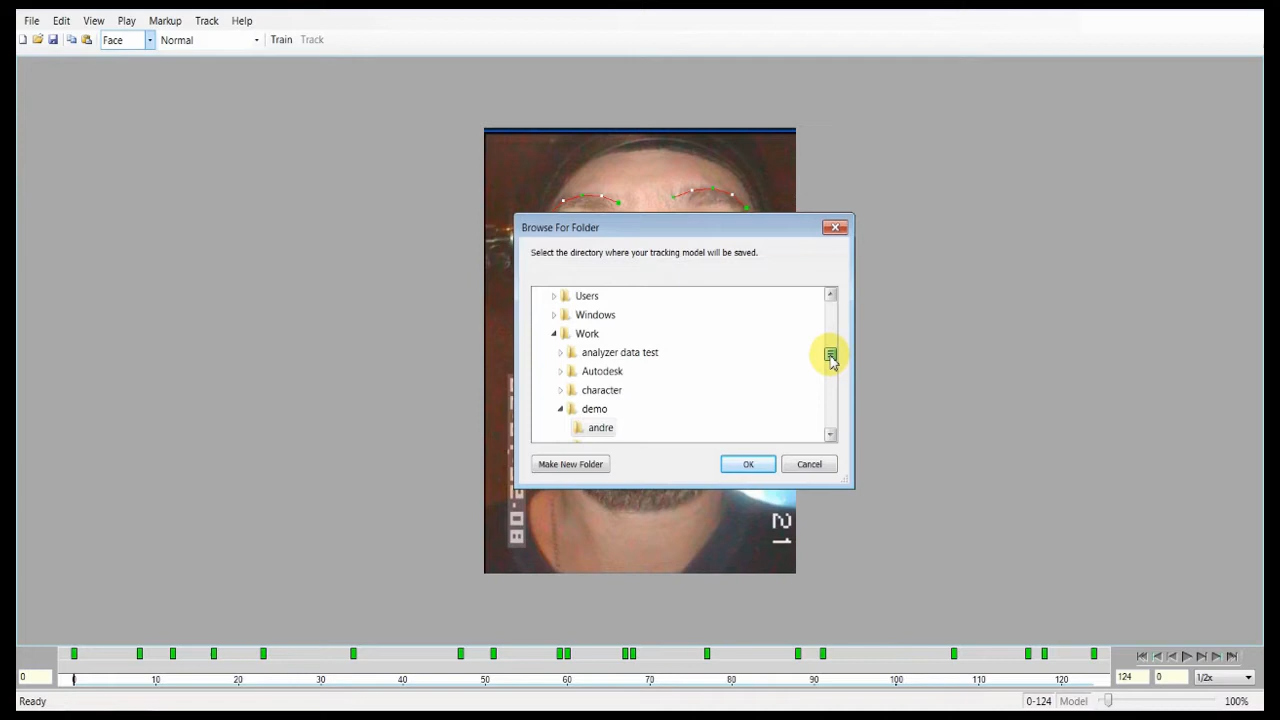 File Edit View Play Markup Track Help
Face Normal Train Track
Browse For Folder
Select the directory where your tracking model will be saved.
Users
Windows
Work
analyzer data test
Autodesk
character
demo
andre
Make New Folder OK Cancel
21
0 10 20 30 40 50 60 70 80 90 100 110 120 124 0 1/2x
Ready 0-124 Model 100%